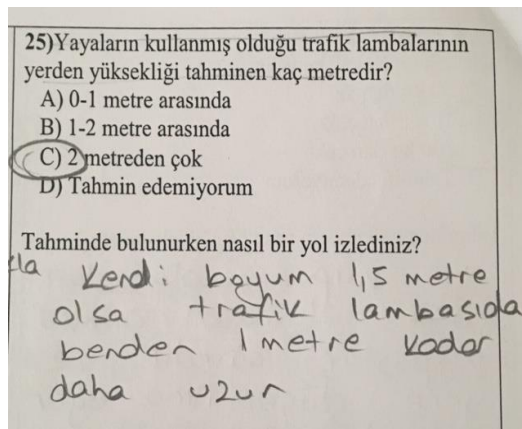 25)Yayaların kullanmış olduğu trafik lambalarının
yerden yüksekliği tahminen kaç metredir?
A) 0-1 metre arasında
B) 1-2 metre arasında
C) 2 metreden çok
D) Tahmin edemiyorum
Tahminde bulunurken nasıl bir yol izlediniz?
Kendi boyum 1,5 metre
olsa trafik lambasıda
benden 1 metre kadar
daha uzun